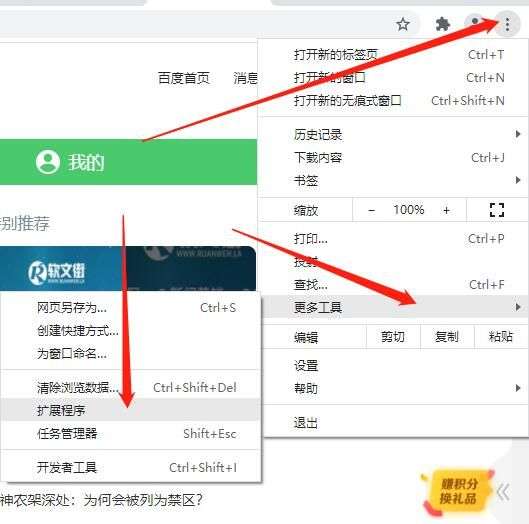 百度首页 消息
我的
别推荐
软文街
WWW.RUANWEN.LA
打开新的标签页 Ctrl+T
打开新的窗口 Ctrl+N
打开新的无痕式窗口 Ctrl+Shift+N
历史记录
下载内容 Ctrl+J
书签
缩放 − 100% +
打印... Ctrl+P
投射...
查找... Ctrl+F
更多工具
编辑 剪切 复制 粘贴
设置
帮助
退出
网页另存为... Ctrl+S
创建快捷方式...
为窗口命名...
清除浏览数据... Ctrl+Shift+Del
扩展程序
任务管理器 Shift+Esc
开发者工具 Ctrl+Shift+I
神农架深处：为何会被列为禁区？
赚积分
换礼品